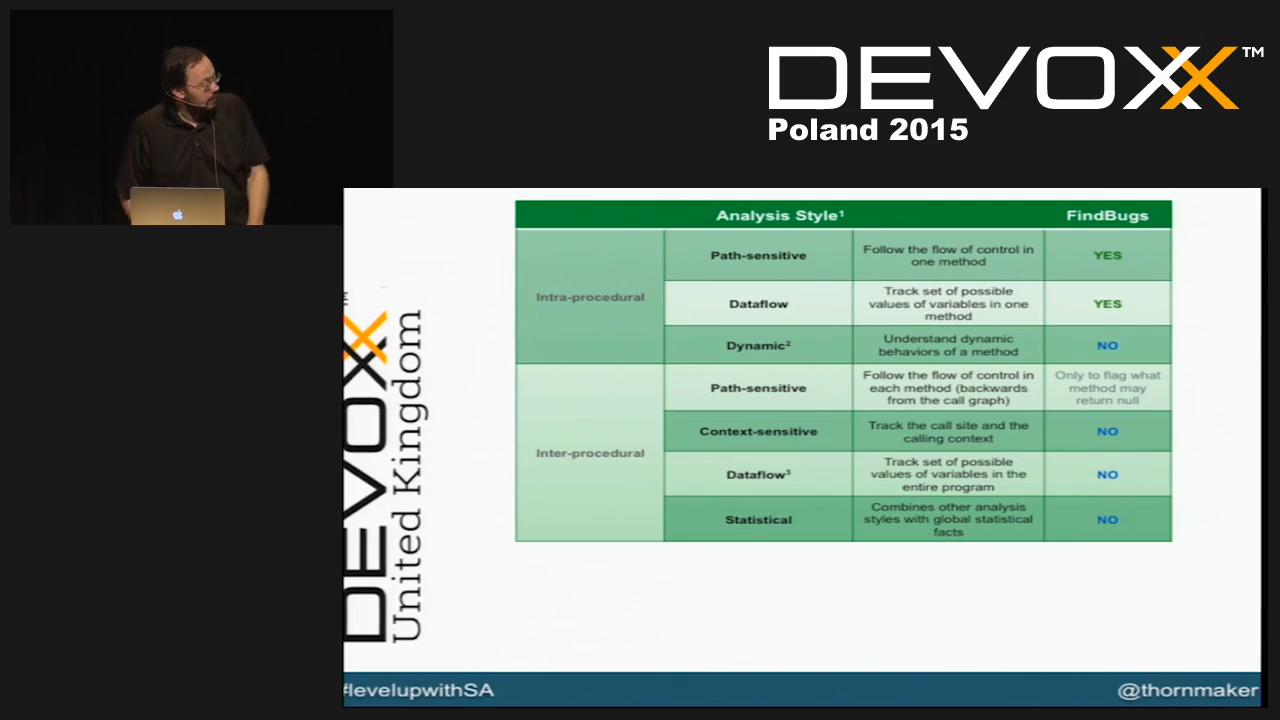 DEVOXX™
Poland 2015
Analysis Style¹ FindBugs
Intra-procedural
Path-sensitive
Follow the flow of control in
one method
YES
Dataflow
Track set of possible
values of variables in one
method
YES
Dynamic²
Understand dynamic
behaviors of a method
NO
Inter-procedural
Path-sensitive
Follow the flow of control in
each method (backwards
from the call graph)
Only to flag what
method may
return null
Context-sensitive
Track the call site and the
calling context
NO
Dataflow³
Track set of possible
values of variables in the
entire program
NO
Statistical
Combines other analysis
styles with global statistical
facts
NO
DEVOXX™
United Kingdom
#levelupwithSA
@thornmaker